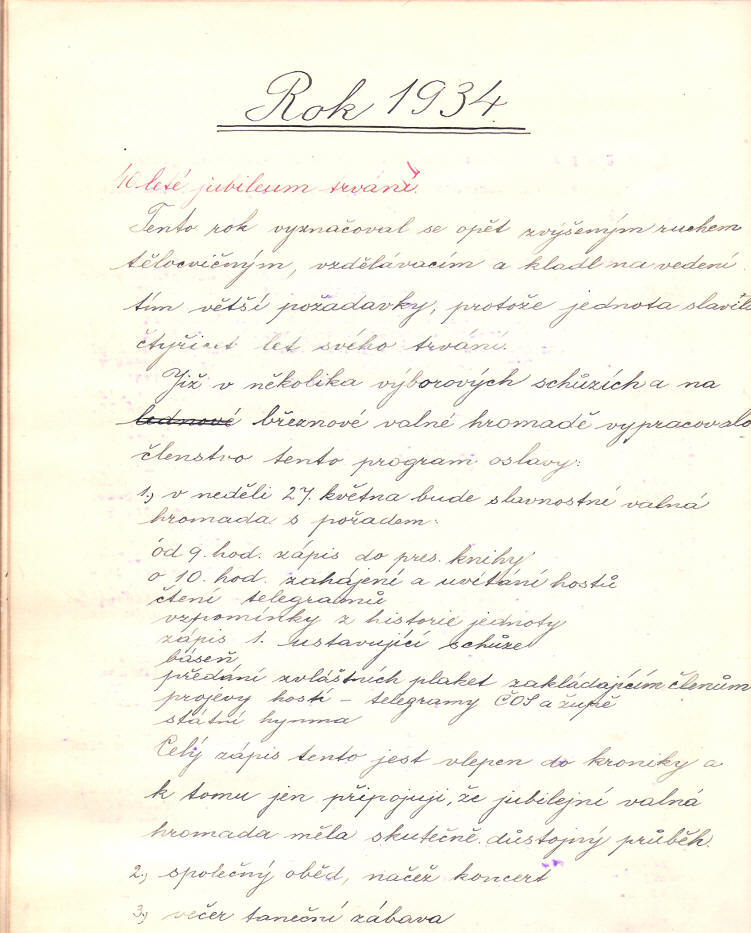 Rok 1934.
40 leté jubileum trvání.
Tento rok vyznačoval se opět zvýšeným ruchem
tělocvičným, vzdělávacím a kladl na vedení
tím větší požadavky, protože jednota slavila
čtyřicet let svého trvání.
Již v několika výborových schůzích a na
lednové březnové valné hromadě vypracovalo
členstvo tento program oslavy:
1.) v neděli 27. května bude slavnostní valná
hromada s pořadem:
od 9. hod. zápis do pres. knihy
o 10. hod. zahájení a uvítání hostů
čtení telegramů
vzpomínky z historie jednoty
zápis 1. ustavující schůze
báseň
předání zvláštních plaket zakládajícím členům
projevy hostí – telegramy ČOS a župě
státní hymna
Celý zápis tento jest vlepen do kroniky a
k tomu jen připojuji, že jubilejní valná
hromada měla skutečně důstojný průběh.
2.) společný oběd, načež koncert
3.) večer taneční zábava